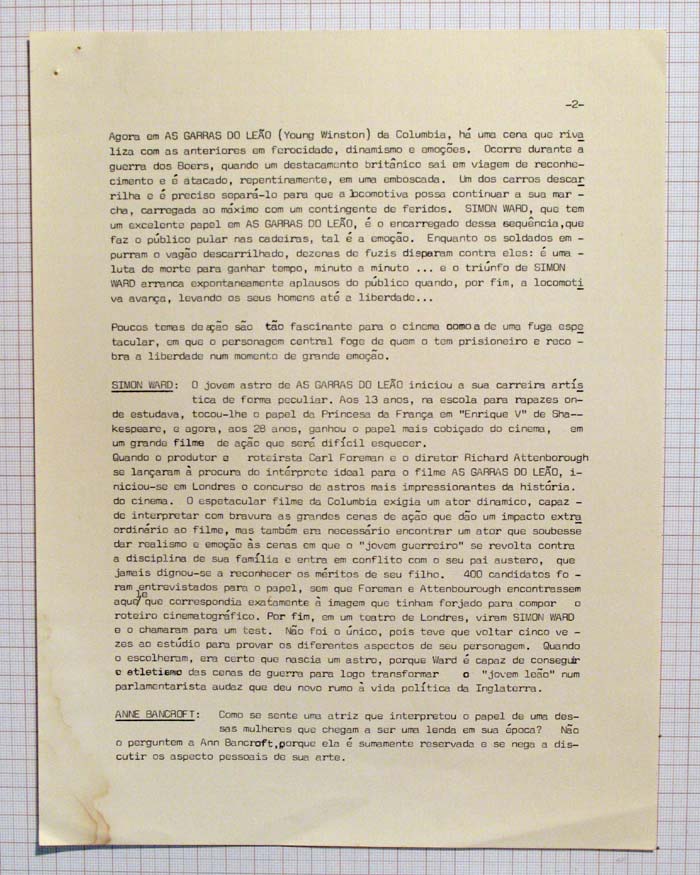 -2-
Agora em AS GARRAS DO LEÃO (Young Winston) da Columbia, há uma cena que riva
liza com as anteriores em ferocidade, dinamismo e emoções. Ocorre durante a
guerra dos Boers, quando um destacamento britânico sai em viagem de reconhe-
cimento e é atacado, repentinamente, em uma emboscada. Um dos carros descar
rilha e é preciso separá-lo para que a locomotiva possa continuar a sua mar -
cha, carregada ao máximo com um contingente de feridos. SIMON WARD, que tem
um excelente papel em AS GARRAS DO LEÃO, é o encarregado dessa sequência,que
faz o público pular nas cadeiras, tal é a emoção. Enquanto os soldados em -
purram o vagão descarrilhado, dezenas de fuzis disparam contra eles: é uma -
luta de morte para ganhar tempo, minuto a minuto ... e o triúnfo de SIMON
WARD arranca expontaneamente aplausos do público quando, por fim, a locomoti
va avança, levando os seus homens até a liberdade...
Poucos temas de ação são tão fascinante para o cinema como a de uma fuga espe
tacular, em que o personagem central foge de quem o tem prisioneiro e reco -
bra a liberdade num momento de grande emoção.
SIMON WARD: O jovem astro de AS GARRAS DO LEÃO iniciou a sua carreira artís
tica de forma peculiar. Aos 13 anos, na escola para rapazes on-
de estudava, tocou-lhe o papel da Princesa da França em "Enrique V" de Sha--
kespeare, e agora, aos 28 anos, ganhou o papel mais cobiçado do cinema, em
um grande filme de ação que será difícil esquecer.
Quando o produtor e roteirsta Carl Foreman e o diretor Richard Attenborough
se lançaram à procura do intérprete ideal para o filme AS GARRAS DO LEÃO, i-
niciou-se em Londres o concurso de astros mais impressionantes da história.
do cinema. O espetacular filme da Columbia exigia um ator dinamico, capaz -
de interpretar com bravura as grandes cenas de ação que dão um impacto extra
ordinário ao filme, mas também era necessário encontrar um ator que soubesse
dar realismo e emoção às cenas em que o "jovem guerreiro" se revolta contra
a disciplina de sua família e entra em conflito com o seu pai austero, que
jamais dignou-se a reconhecer os méritos de seu filho. 400 candidatos fo -
ram entrevistados para o papel, sem que Foreman e Attenbourough encontrassem
aquele que correspondia exatamente à imagem que tinham forjado para compor o
roteiro cinematográfico. Por fim, em um teatro de Londres, viram SIMON WARD
e o chamaram para um test. Não foi o único, pois teve que voltar cinco ve -
zes ao estúdio para provar os diferentes aspectos de seu personagem. Quando
o escolheram, era certo que nascia um astro, porque Ward é capaz de conseguir
o atletismo das cenas de guerra para logo transformar o "jovem leão" num
parlamentarista audaz que deu novo rumo à vida política da Inglaterra.
ANNE BANCROFT: Como se sente uma atriz que interpretou o papel de uma des-
sas mulheres que chegam a ser uma lenda em sua época? Não
o perguntem a Ann Bancroft,porque ela é sumamente reservada e se nega a dis-
cutir os aspecto pessoais de sua arte.